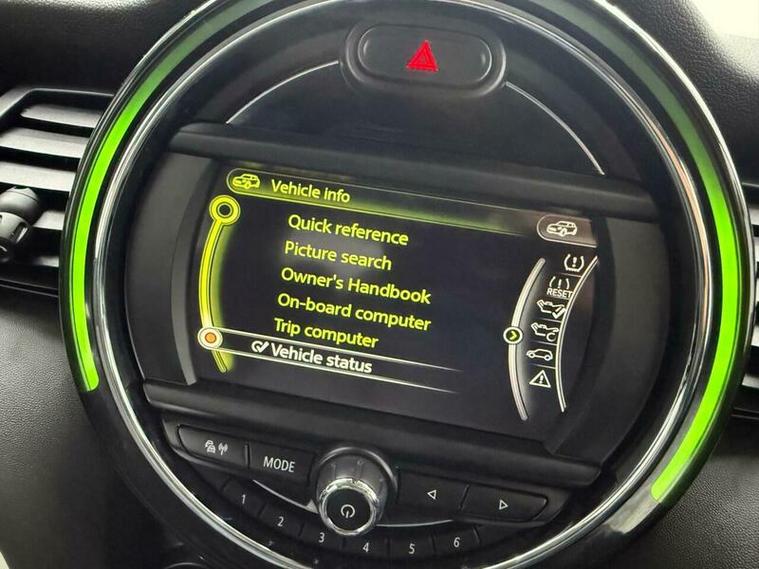 Vehicle info
Quick reference
Picture search
Owner's Handbook
On-board computer
Trip computer
Vehicle status
RESET
MODE
1
2
3
4
5
6